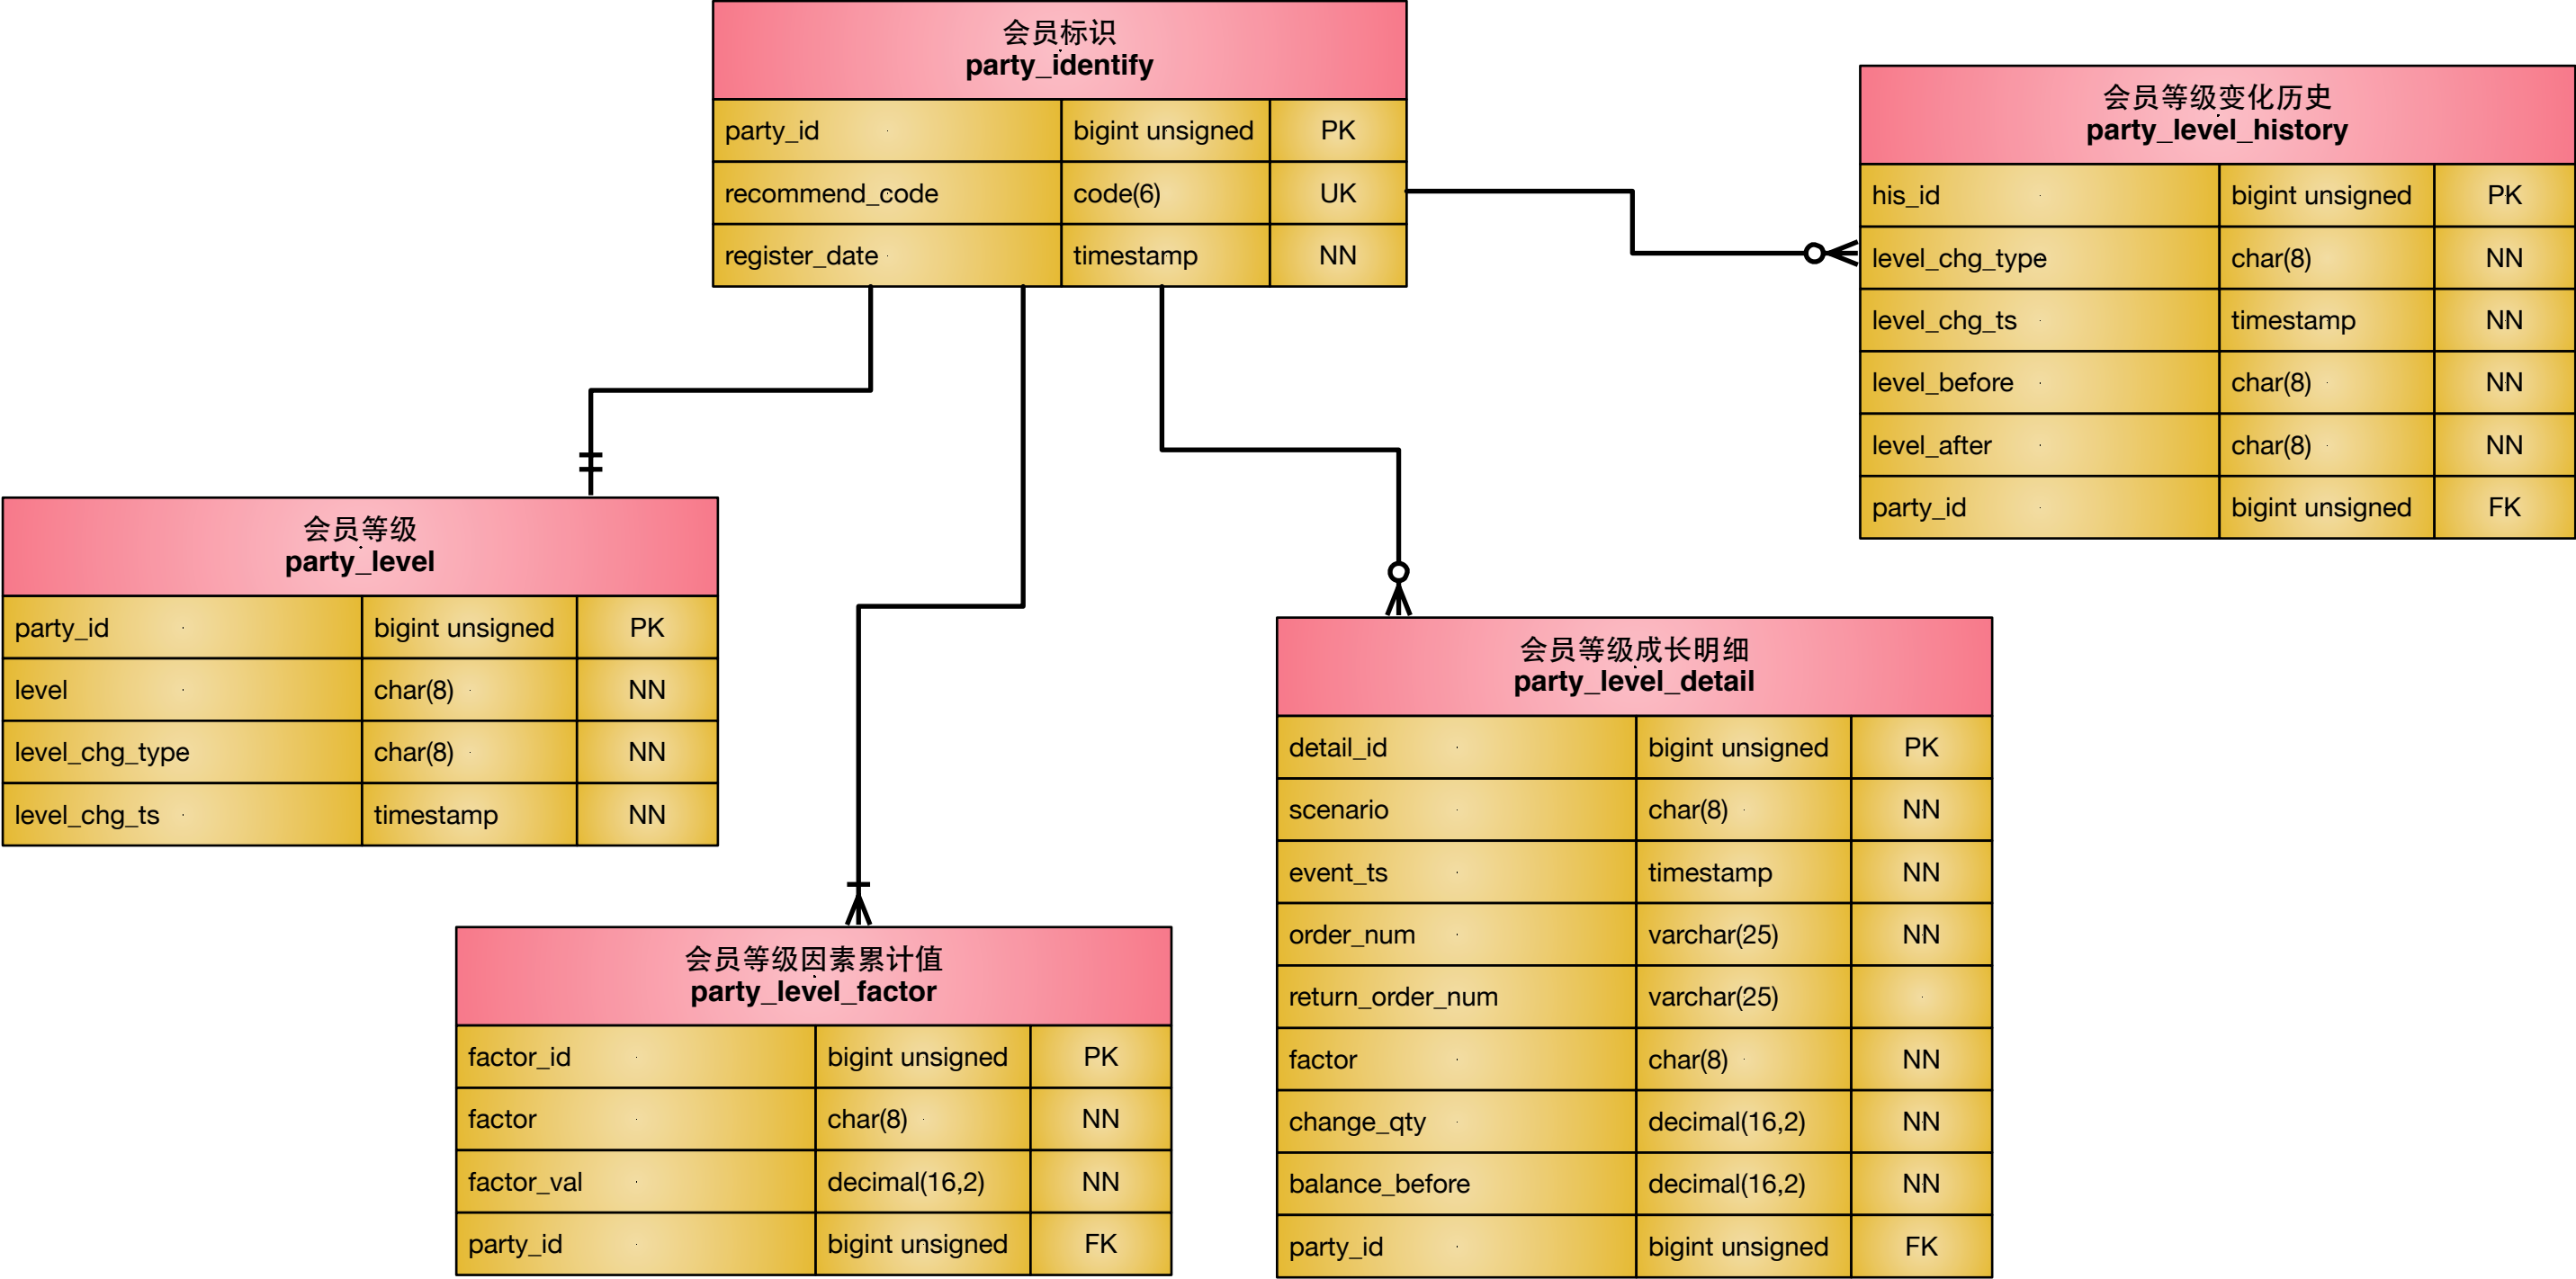 会员标识
party_identify
party_id bigint unsigned PK
recommend_code code(6) UK
register_date timestamp NN
会员等级变化历史
party_level_history
his_id bigint unsigned PK
level_chg_type char(8) NN
level_chg_ts timestamp NN
level_before char(8) NN
level_after char(8) NN
party_id bigint unsigned FK
会员等级
party_level
party_id bigint unsigned PK
level char(8) NN
level_chg_type char(8) NN
level_chg_ts timestamp NN
会员等级成长明细
party_level_detail
detail_id bigint unsigned PK
scenario char(8) NN
event_ts timestamp NN
order_num varchar(25) NN
return_order_num varchar(25)
factor char(8) NN
change_qty decimal(16,2) NN
balance_before decimal(16,2) NN
party_id bigint unsigned FK
会员等级因素累计值
party_level_factor
factor_id bigint unsigned PK
factor char(8) NN
factor_val decimal(16,2) NN
party_id bigint unsigned FK